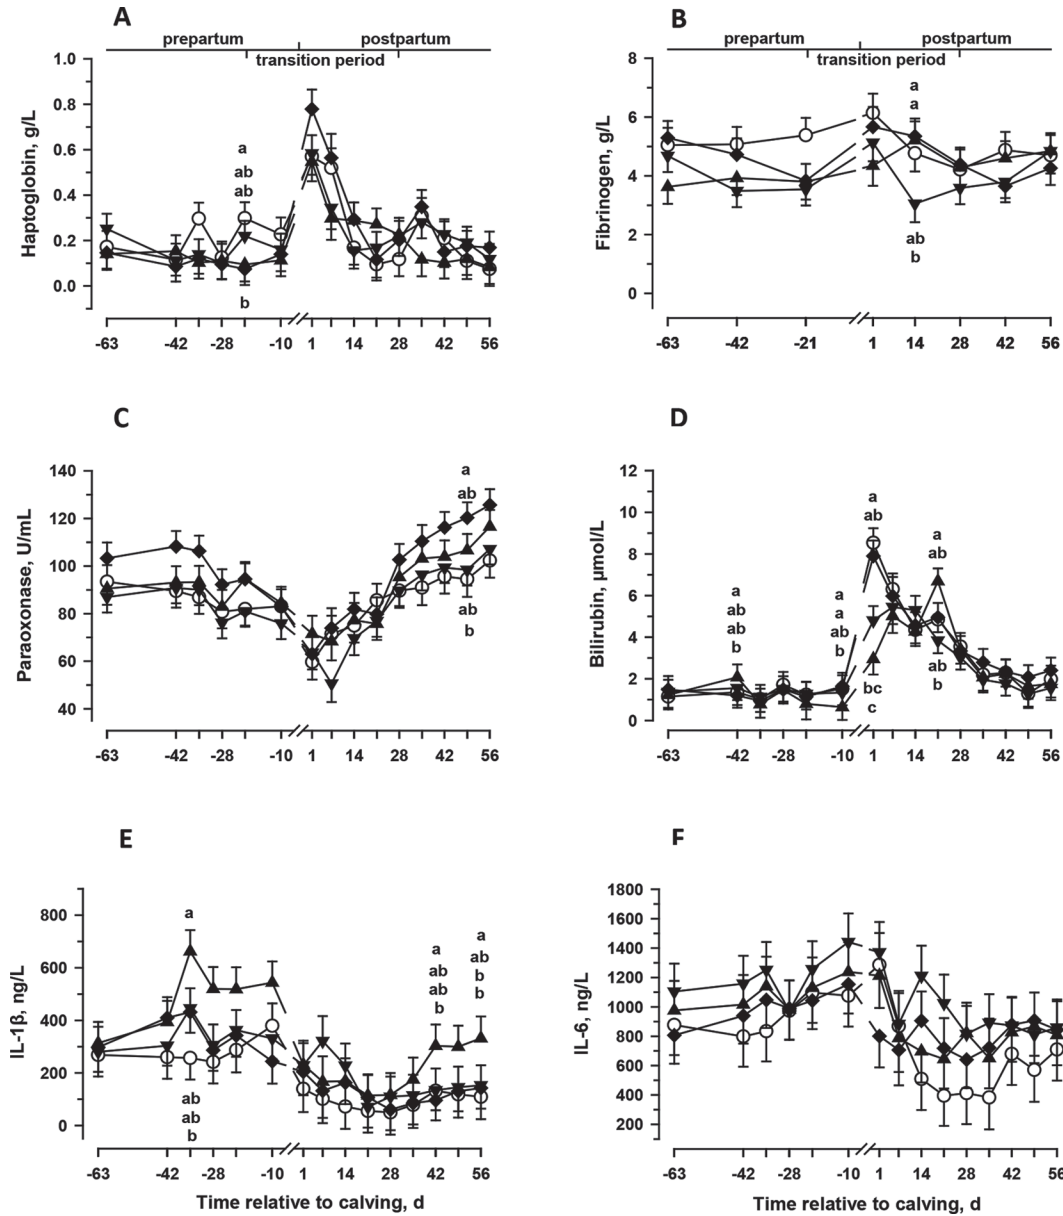 A
prepartum postpartum
transition period
Haptoglobin, g/L
1.0
0.8
0.6
0.4
0.2
0.0
a
ab
ab
b
-63 -42 -28 -10 1 14 28 42 56
B
prepartum postpartum
transition period
Fibrinogen, g/L
8
6
4
2
0
a
a
ab
b
-63 -42 -21 1 14 28 42 56
C
Paraoxonase, U/mL
140
120
100
80
60
40
a
ab
ab
b
-63 -42 -28 -10 1 14 28 42 56
D
Bilirubin, µmol/L
12
10
8
6
4
2
0
a
ab
ab
b
a
a
ab
b
a
ab
bc
c
a
ab
ab
b
-63 -42 -28 -10 1 14 28 42 56
E
IL-1β, ng/L
800
600
400
200
0
a
ab
ab
b
a
ab
ab
b
a
ab
b
b
-63 -42 -28 -10 1 14 28 42 56
Time relative to calving, d
F
IL-6, ng/L
1800
1600
1400
1200
1000
800
600
400
200
-63 -42 -28 -10 1 14 28 42 56
Time relative to calving, d